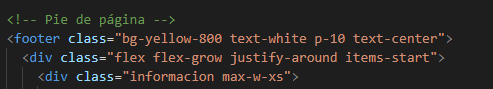 <!-- Pie de página -->
<footer class="bg-yellow-800 text-white p-10 text-center">
<div class="flex flex-grow justify-around items-start">
<div class="informacion max-w-xs">